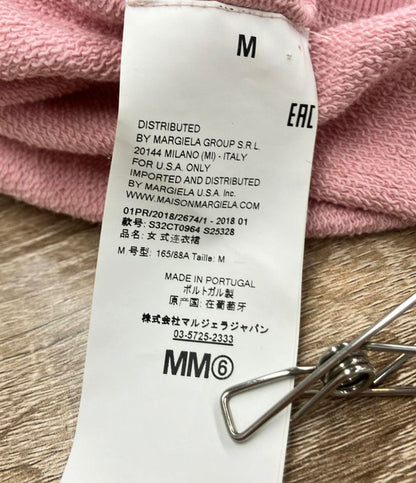 M
EAC
DISTRIBUTED
BY MARGIELA GROUP S.R.L.
20144 MILANO (MI) - ITALY
FOR U.S.A. ONLY
IMPORTED AND DISTRIBUTED
BY MARGIELA U.S.A. Inc.
WWW.MAISONMARGIELA.COM
01PR/2018/2674/1 - 2018 01
款号: S32CT0964 S25328
品名: 女式连衣裙
M 号型: 165/88A Taille: M
MADE IN PORTUGAL
ポルトガル製
原产国: 在葡萄牙
株式会社マルジェラジャパン
03-5725-2333
MM⑥